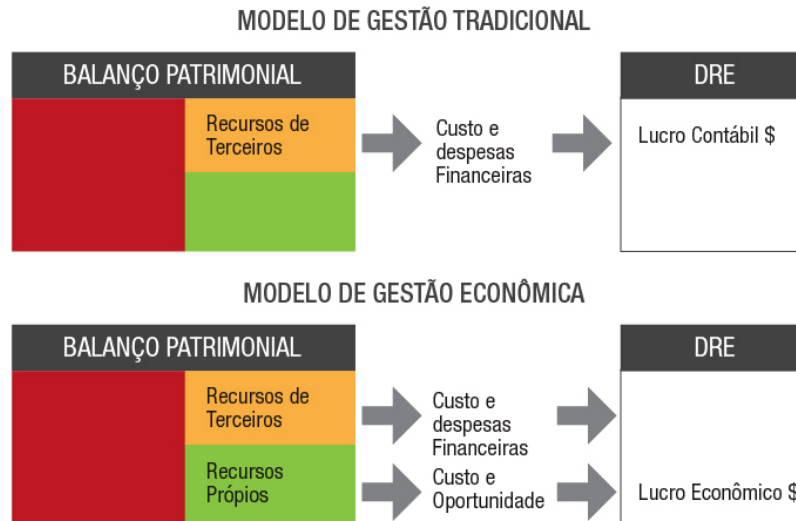 MODELO DE GESTÃO TRADICIONAL
BALANÇO PATRIMONIAL
Recursos de
Terceiros
Custo e
despesas
Financeiras
DRE
Lucro Contábil $
MODELO DE GESTÃO ECONÔMICA
BALANÇO PATRIMONIAL
Recursos de
Terceiros
Custo e
despesas
Financeiras
Recursos
Própios
Custo e
Oportunidade
DRE
Lucro Econômico $